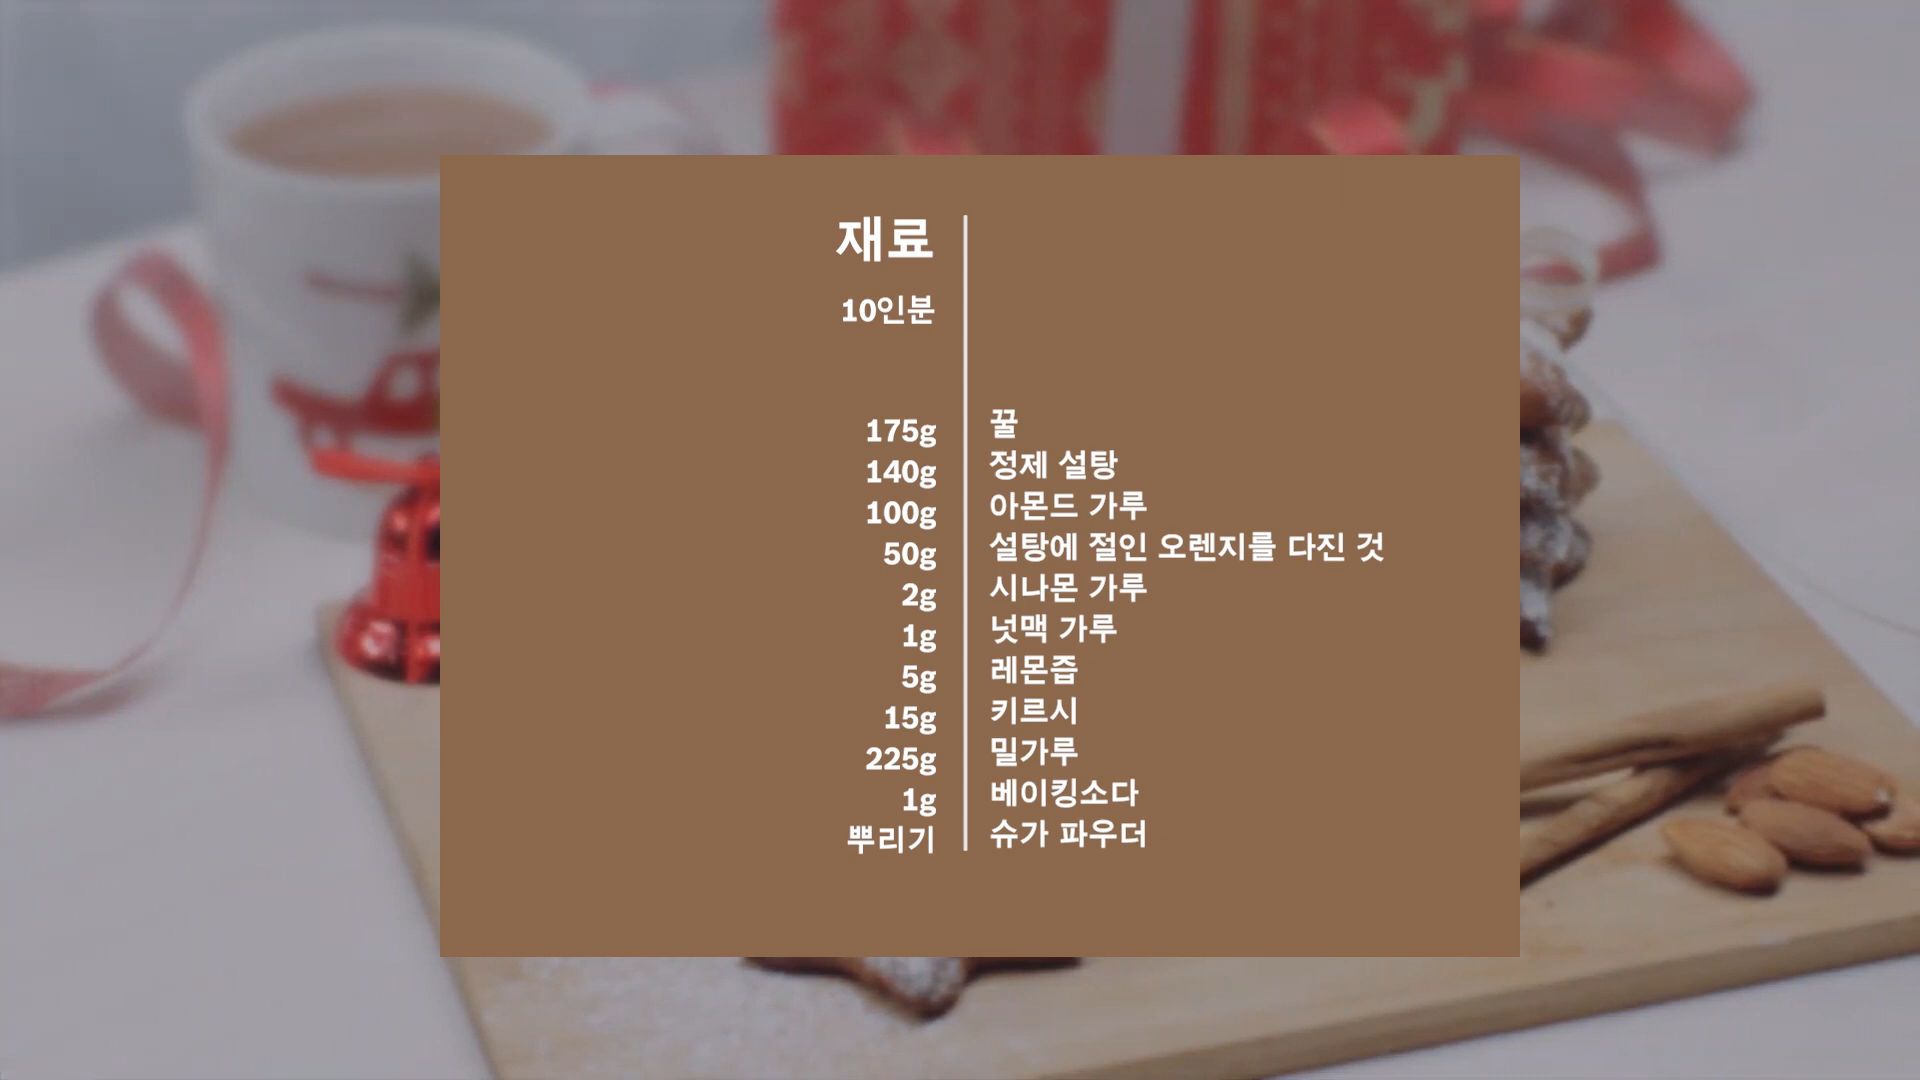 재료
10인분
175g 꿀
140g 정제 설탕
100g 아몬드 가루
50g 설탕에 절인 오렌지를 다진 것
2g 시나몬 가루
1g 넛맥 가루
5g 레몬즙
15g 키르시
225g 밀가루
1g 베이킹소다
뿌리기 슈가 파우더